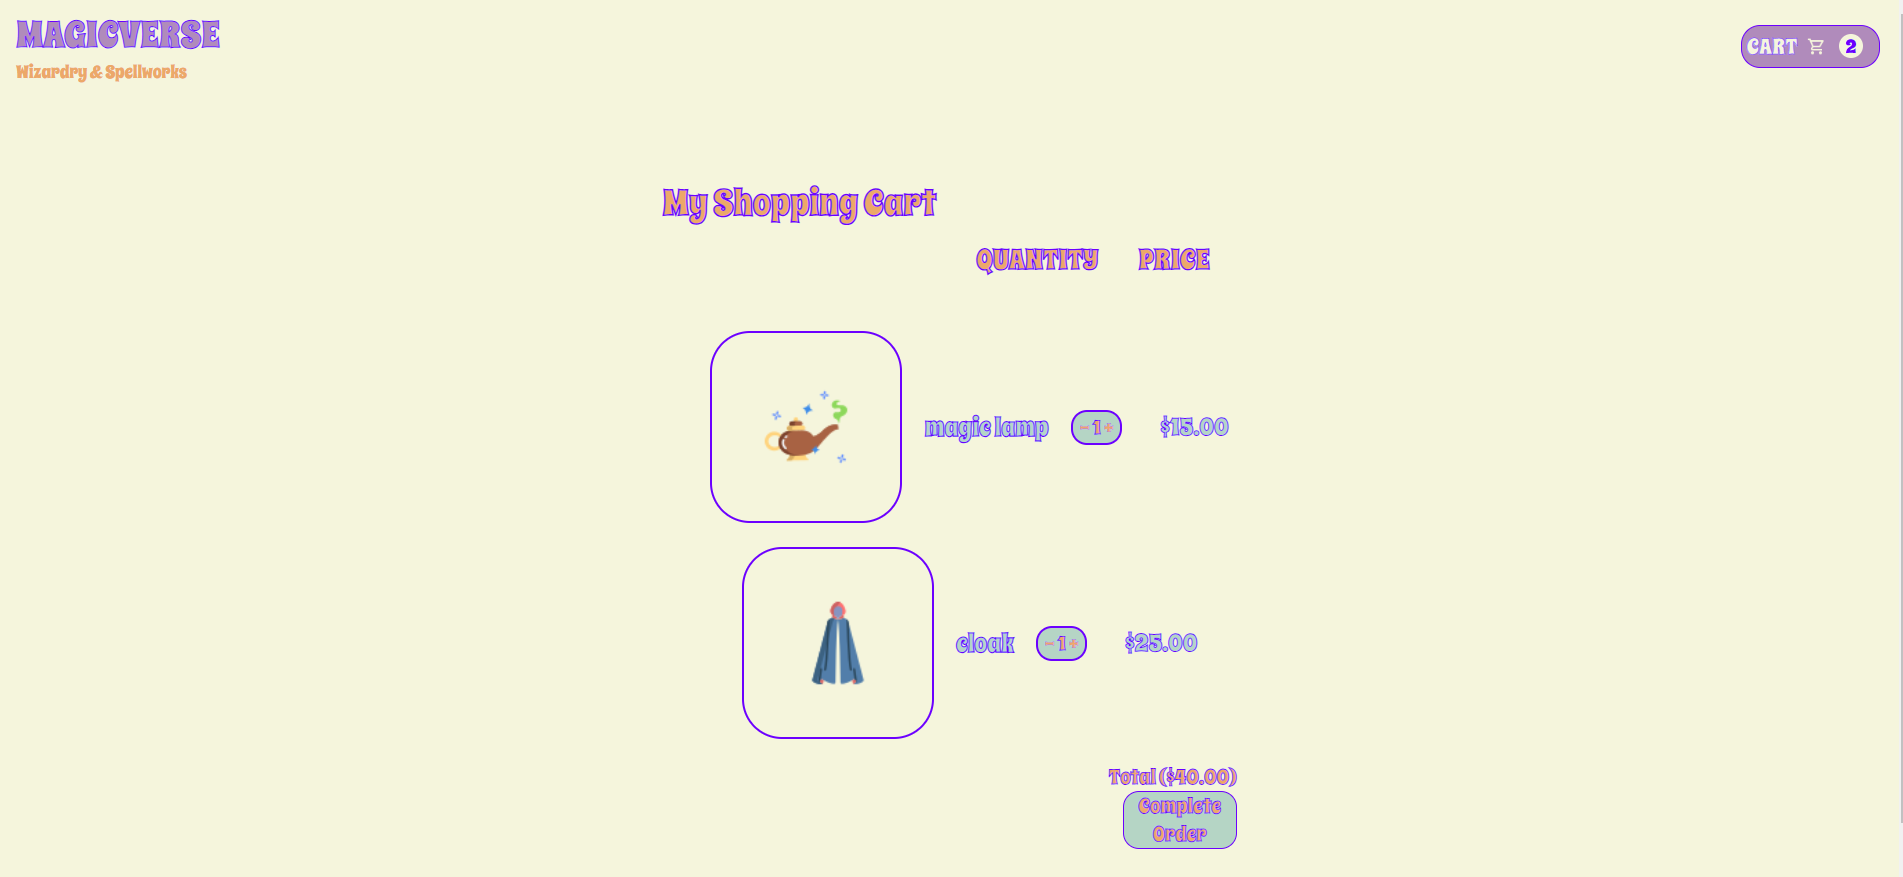 MAGICVERSE
Wizardry & Spellworks
CART 2
My Shopping Cart
QUANTITY PRICE
magic lamp - 1 + $15.00
cloak - 1 + $25.00
Total ($40.00)
Complete
Order